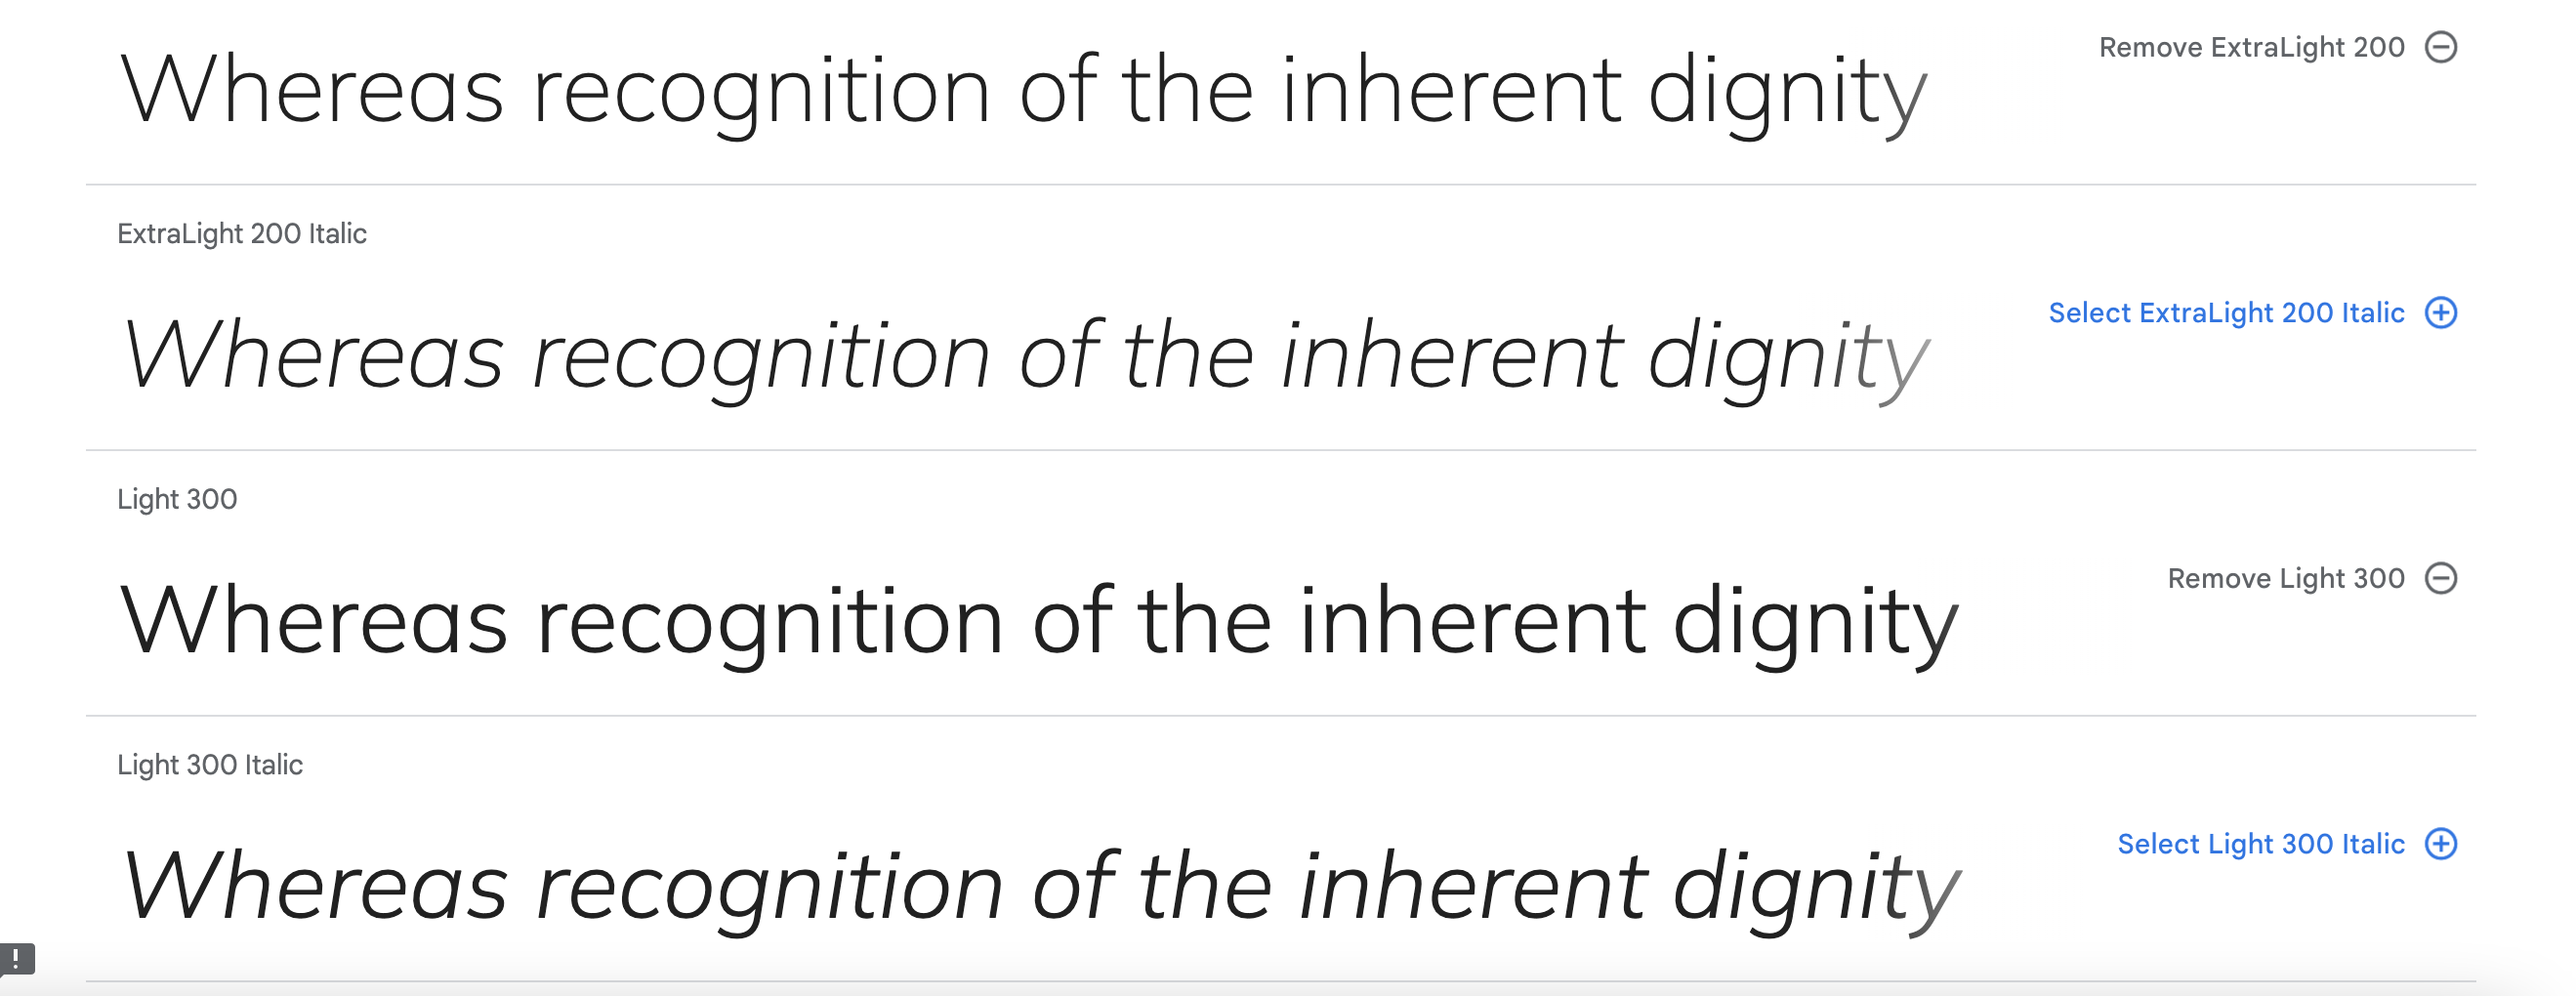 Whereas recognition of the inherent dignity
Remove ExtraLight 200
ExtraLight 200 Italic
Whereas recognition of the inherent dignity
Select ExtraLight 200 Italic
Light 300
Whereas recognition of the inherent dignity
Remove Light 300
Light 300 Italic
Whereas recognition of the inherent dignity
Select Light 300 Italic